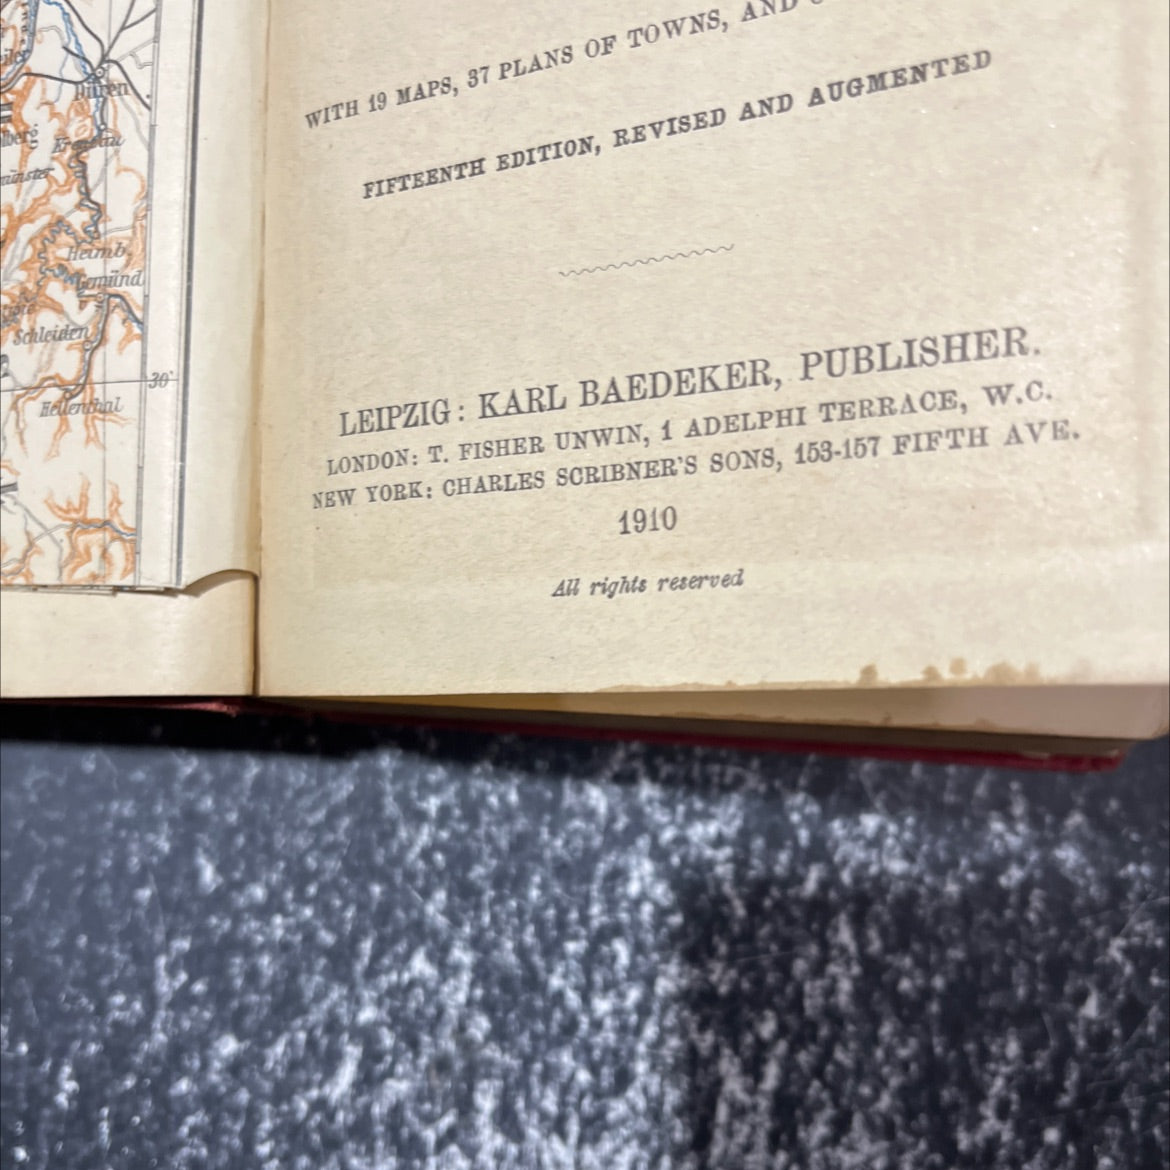 Düren
Heimb.
Gemünd
Schleiden
30'
Hellenthal
WITH 19 MAPS, 37 PLANS OF TOWNS, AND
FIFTEENTH EDITION, REVISED AND AUGMENTED
LEIPZIG: KARL BAEDEKER, PUBLISHER.
LONDON: T. FISHER UNWIN, 1 ADELPHI TERRACE, W.C.
NEW YORK: CHARLES SCRIBNER'S SONS, 153-157 FIFTH AVE.
1910
All rights reserved